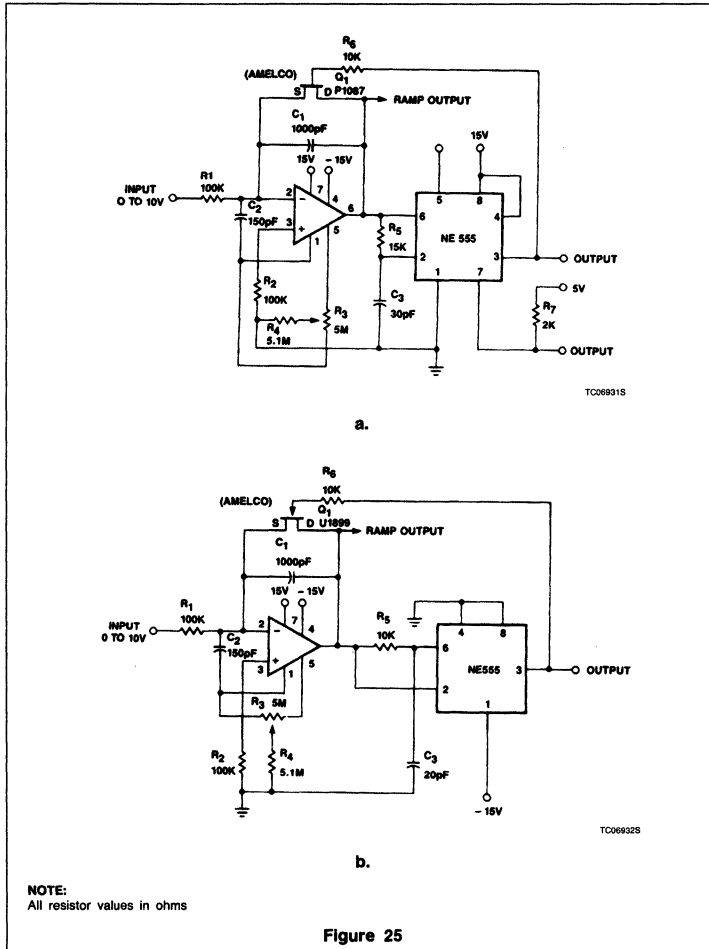 R6
10K
(AMELCO)
Q1
S D P1087
RAMP OUTPUT
C1
1000pF
15V -15V
15V
R1
100K
INPUT
0 TO 10V
C2
150pF
2 - 7 4
6
3 + 1 5
5 8
6 4
NE 555
2 3
1 7
OUTPUT
R5
15K
5V
R2
100K
R3
5M
C3
30pF
R7
2K
R4
5.1M
OUTPUT
TC06931S
a.
R6
10K
(AMELCO)
Q1
S D U1899
RAMP OUTPUT
C1
1000pF
15V -15V
R1
100K
INPUT
0 TO 10V
C2
150pF
2 - 7 4
3 + 1 5
R5
10K
4 8
6
NE555 3
2
1
OUTPUT
R3 5M
R2
100K
R4
5.1M
C3
20pF
-15V
TC06932S
b.
NOTE:
All resistor values in ohms
Figure 25